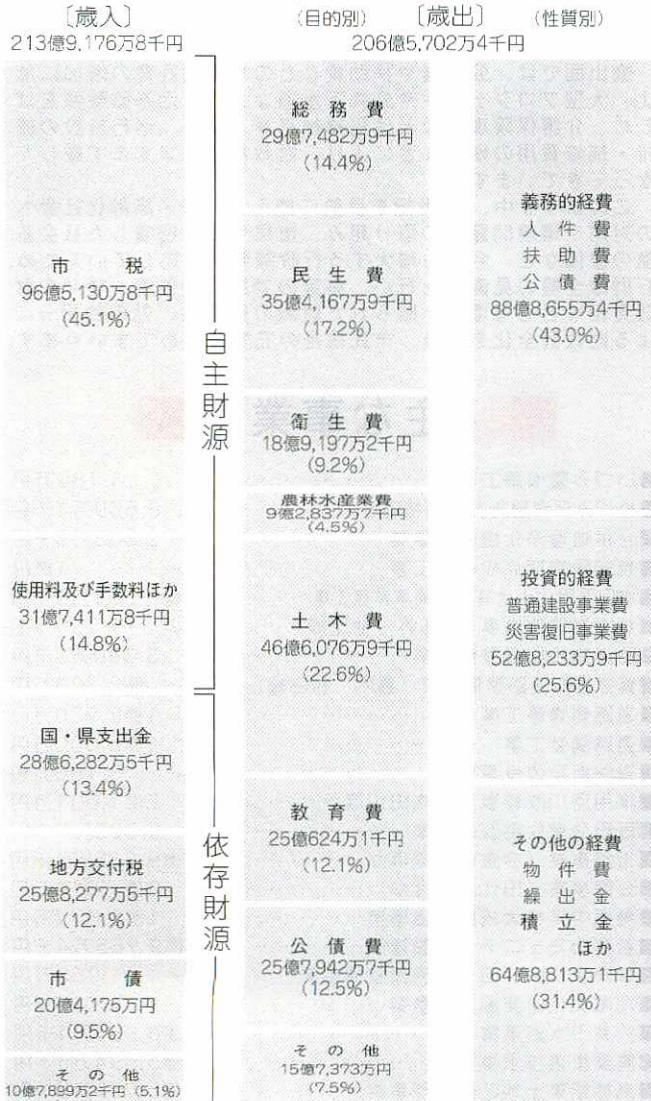 〔歳入〕
213億9,176万8千円
市税
96億5,130万8千円
(45.1%)
使用料及び手数料ほか
31億7,411万8千円
(14.8%)
国・県支出金
28億6,282万5千円
(13.4%)
地方交付税
25億8,277万5千円
(12.1%)
市債
20億4,175万円
(9.5%)
その他
10億7,899万2千円 (5.1%)
自主財源
依存財源
(目的別) 〔歳出〕 (性質別)
206億5,702万4千円
総務費
29億7,482万9千円
(14.4%)
民生費
35億4,167万9千円
(17.2%)
衛生費
18億9,197万2千円
(9.2%)
農林水産業費
9億2,837万7千円
(4.5%)
土木費
46億6,076万9千円
(22.6%)
教育費
25億624万1千円
(12.1%)
公債費
25億7,942万7千円
(12.5%)
その他
15億7,373万円
(7.5%)
義務的経費
人件費
扶助費
公債費
88億8,655万4千円
(43.0%)
投資的経費
普通建設事業費
災害復旧事業費
52億8,233万9千円
(25.6%)
その他の経費
物件費
繰出金
積立金
ほか
64億8,813万1千円
(31.4%)